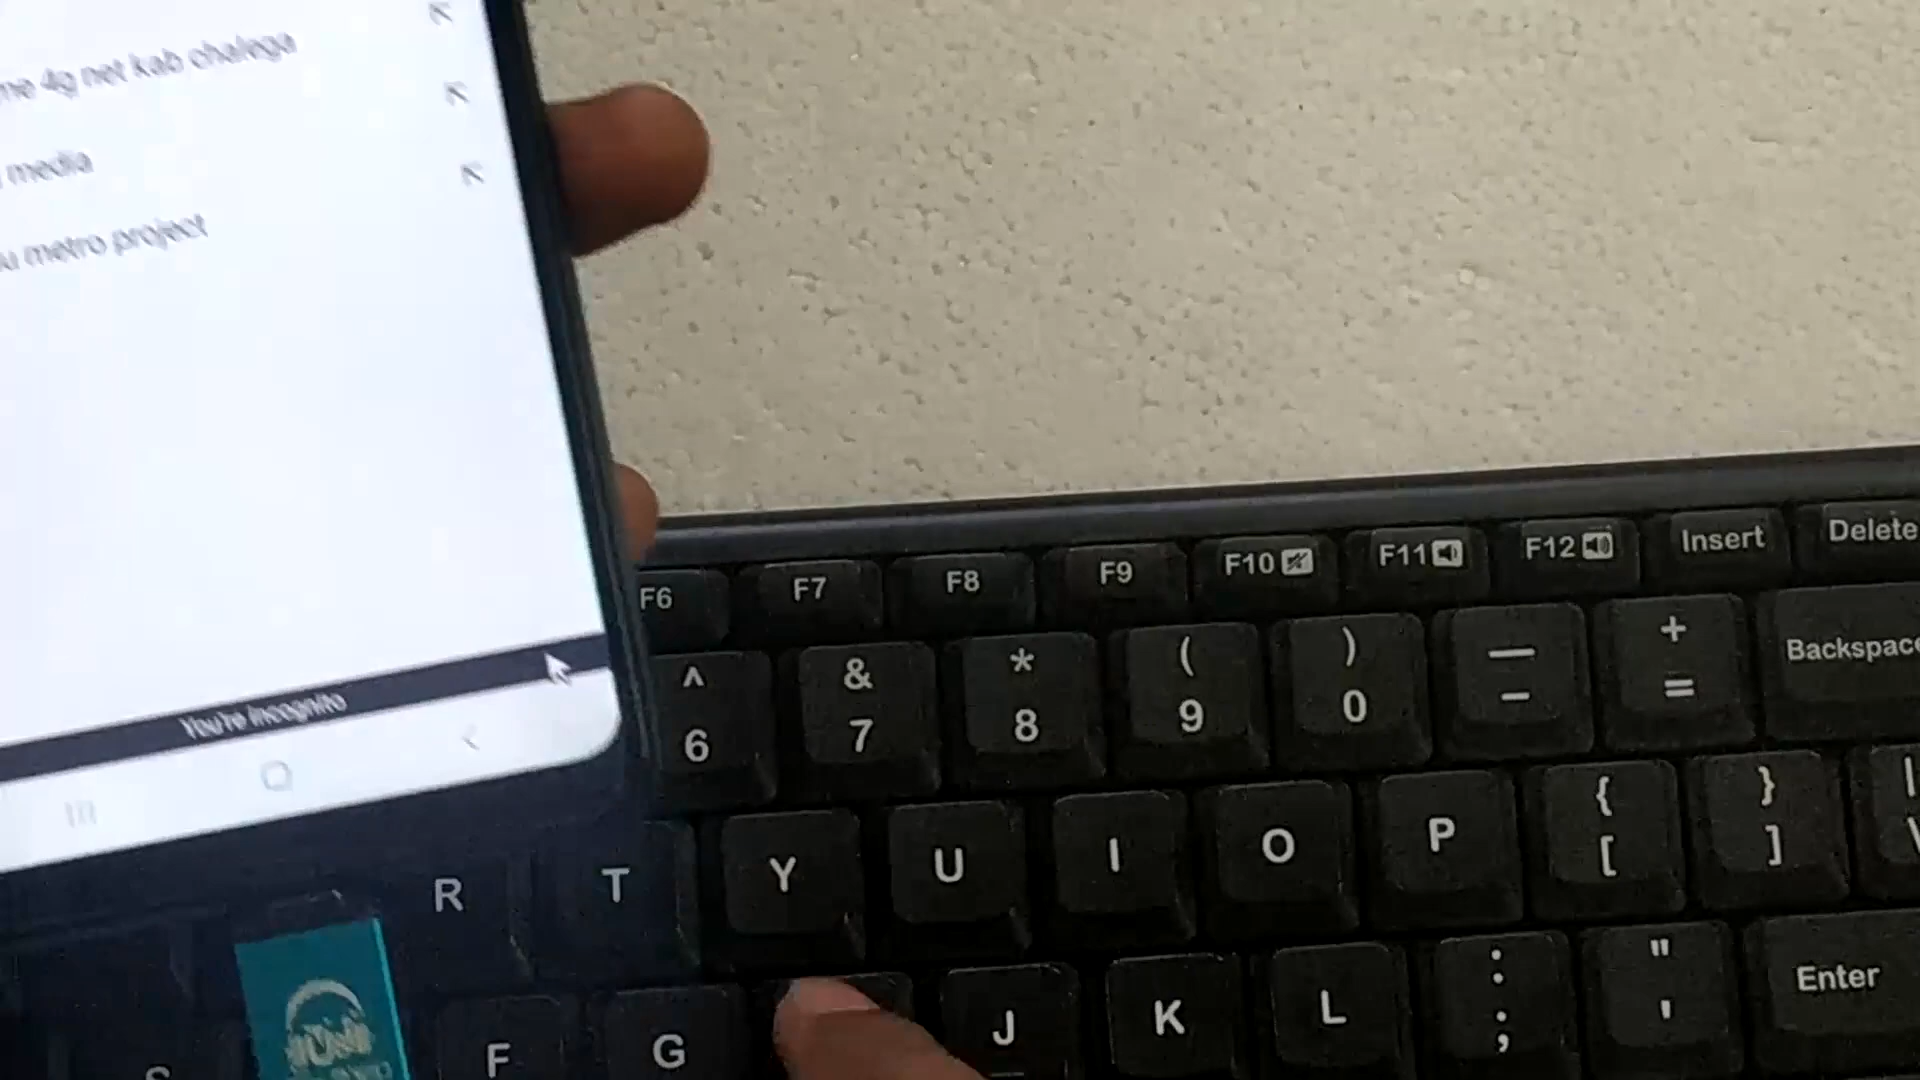 me 4g net kab chalega
media
u metro project
You're Incognito
F6 F7 F8 F9 F10 F11 F12 Insert Delete
^ & * ( ) — +
6 7 8 9 0 - = Backspace
R T Y U I O P { [ } ] | \
S F G J K L : ; " ' Enter